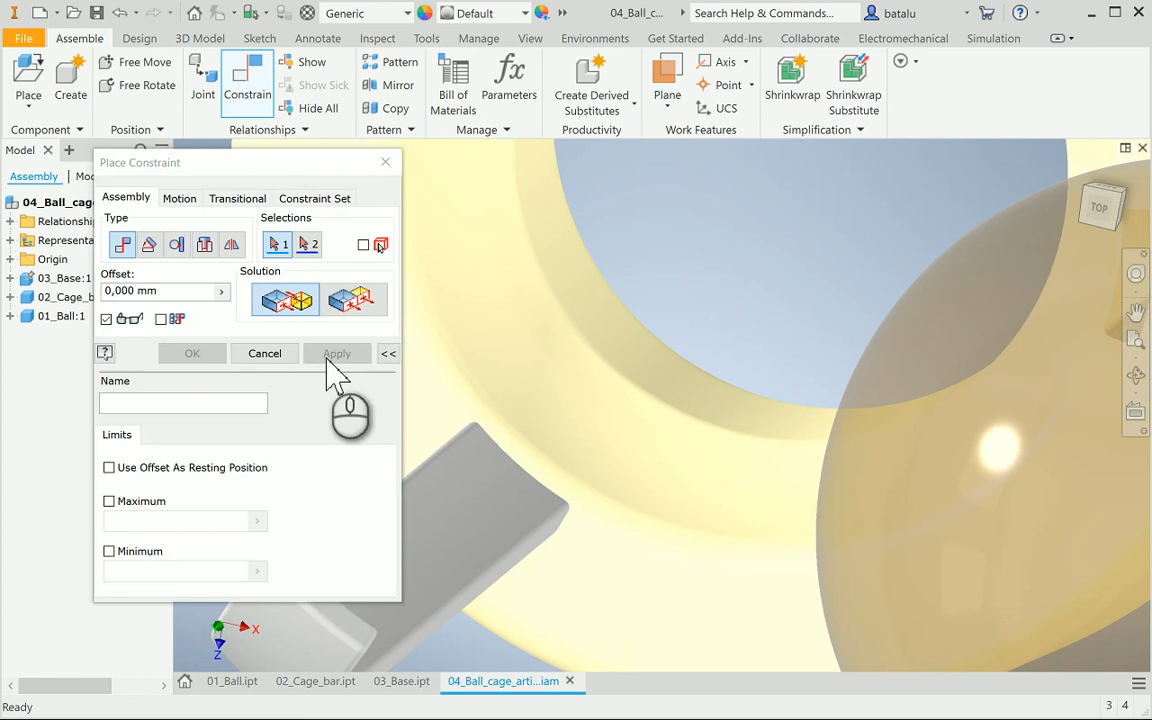 Generic
Default
04_Ball_c...
Search Help & Commands...
batalu
File
Assemble
Design
3D Model
Sketch
Annotate
Inspect
Tools
Manage
View
Environments
Get Started
Add-Ins
Collaborate
Electromechanical
Simulation
Place
Create
Free Move
Free Rotate
Joint
Constrain
Show
Show Sick
Hide All
Pattern
Mirror
Copy
Bill of
Materials
Parameters
Create Derived
Substitutes
Plane
Axis
Point
UCS
Shrinkwrap
Shrinkwrap
Substitute
Component
Position
Relationships
Pattern
Manage
Productivity
Work Features
Simplification
Model
Assembly
04_Ball_cage
Representa
Origin
03_Base:1
01_Ball:1
Place Constraint
Assembly
Motion
Transitional
Constraint Set
Type
Selections
1
2
Offset:
Solution
0,000 mm
OK
Cancel
Apply
<<
Name
Limits
Use Offset As Resting Position
Maximum
Minimum
TOP
X
Z
01_Ball.ipt
02_Cage_bar.ipt
03_Base.ipt
04_Ball_cage_arti...iam
Ready
3 4